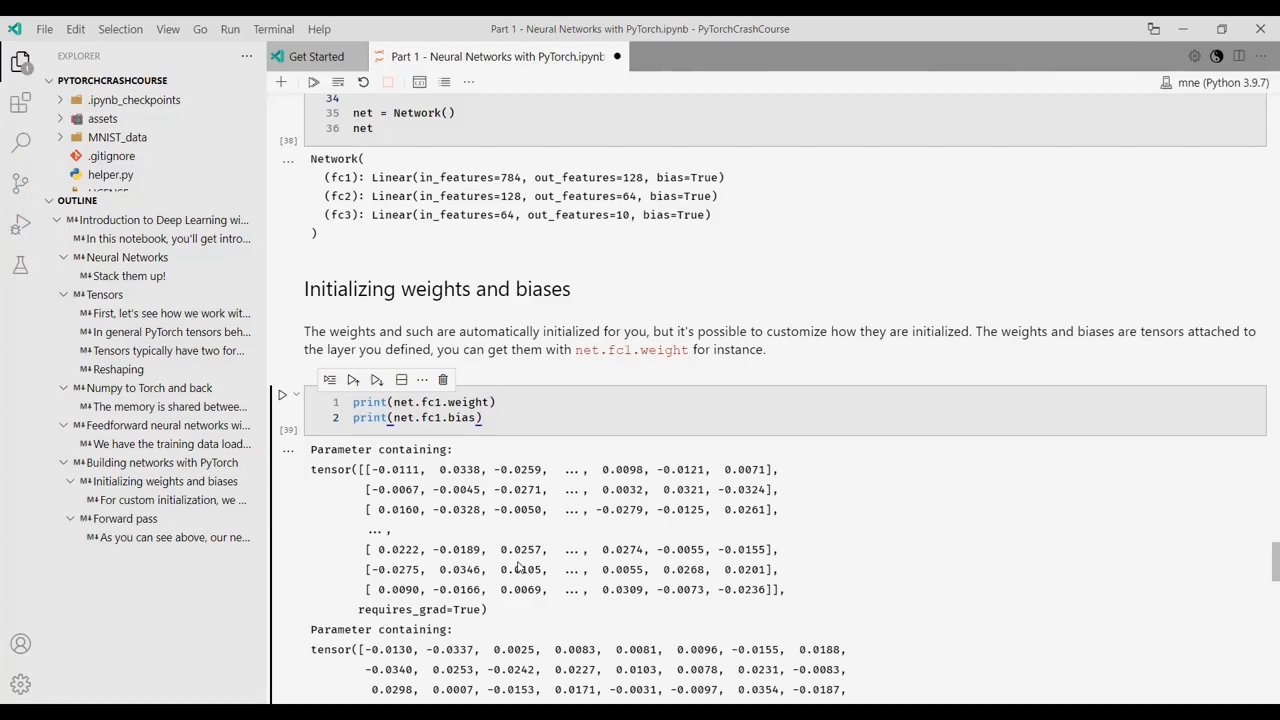 File Edit Selection View Go Run Terminal Help
Part 1 - Neural Networks with PyTorch.ipynb - PyTorchCrashCourse
EXPLORER
PYTORCHCRASHCOURSE
.ipynb_checkpoints
assets
MNIST_data
.gitignore
helper.py
OUTLINE
Introduction to Deep Learning wi...
In this notebook, you'll get intro...
Neural Networks
Stack them up!
Tensors
First, let's see how we work wit...
In general PyTorch tensors beh...
Tensors typically have two for...
Reshaping
Numpy to Torch and back
The memory is shared betwee...
Feedforward neural networks wi...
We have the training data load...
Building networks with PyTorch
Initializing weights and biases
For custom initialization, we ...
Forward pass
As you can see above, our ne...
Get Started
Part 1 - Neural Networks with PyTorch.ipynb
mne (Python 3.9.7)
34
35 net = Network()
36 net
[38]
Network(
(fc1): Linear(in_features=784, out_features=128, bias=True)
(fc2): Linear(in_features=128, out_features=64, bias=True)
(fc3): Linear(in_features=64, out_features=10, bias=True)
)
Initializing weights and biases
The weights and such are automatically initialized for you, but it's possible to customize how they are initialized. The weights and biases are tensors attached to
the layer you defined, you can get them with net.fc1.weight for instance.
1 print(net.fc1.weight)
2 print(net.fc1.bias)
[39]
Parameter containing:
tensor([[-0.0111, 0.0338, -0.0259, ..., 0.0098, -0.0121, 0.0071],
[-0.0067, -0.0045, -0.0271, ..., 0.0032, 0.0321, -0.0324],
[ 0.0160, -0.0328, -0.0050, ..., -0.0279, -0.0125, 0.0261],
...,
[ 0.0222, -0.0189, 0.0257, ..., 0.0274, -0.0055, -0.0155],
[-0.0275, 0.0346, 0.0105, ..., 0.0055, 0.0268, 0.0201],
[ 0.0090, -0.0166, 0.0069, ..., 0.0309, -0.0073, -0.0236]],
requires_grad=True)
Parameter containing:
tensor([-0.0130, -0.0337, 0.0025, 0.0083, 0.0081, 0.0096, -0.0155, 0.0188,
-0.0340, 0.0253, -0.0242, 0.0227, 0.0103, 0.0078, 0.0231, -0.0083,
0.0298, 0.0007, -0.0153, 0.0171, -0.0031, -0.0097, 0.0354, -0.0187,